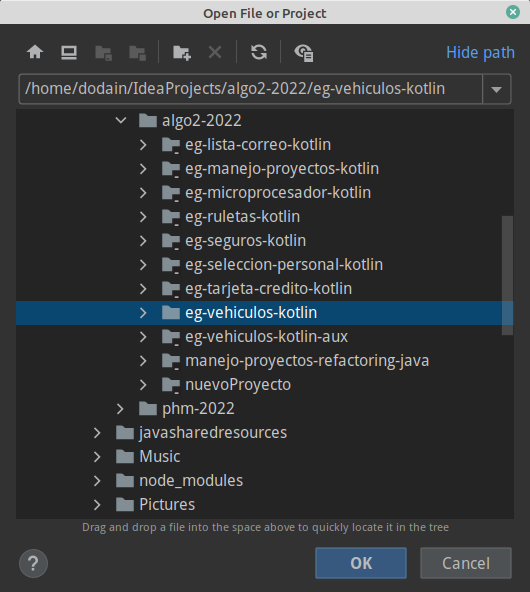 Open File or Project
Hide path
/home/dodain/IdeaProjects/algo2-2022/eg-vehiculos-kotlin
algo2-2022
eg-lista-correo-kotlin
eg-manejo-proyectos-kotlin
eg-microprocesador-kotlin
eg-ruletas-kotlin
eg-seguros-kotlin
eg-seleccion-personal-kotlin
eg-tarjeta-credito-kotlin
eg-vehiculos-kotlin
eg-vehiculos-kotlin-aux
manejo-proyectos-refactoring-java
nuevoProyecto
phm-2022
javasharedresources
Music
node_modules
Pictures
Drag and drop a file into the space above to quickly locate it in the tree
? OK Cancel